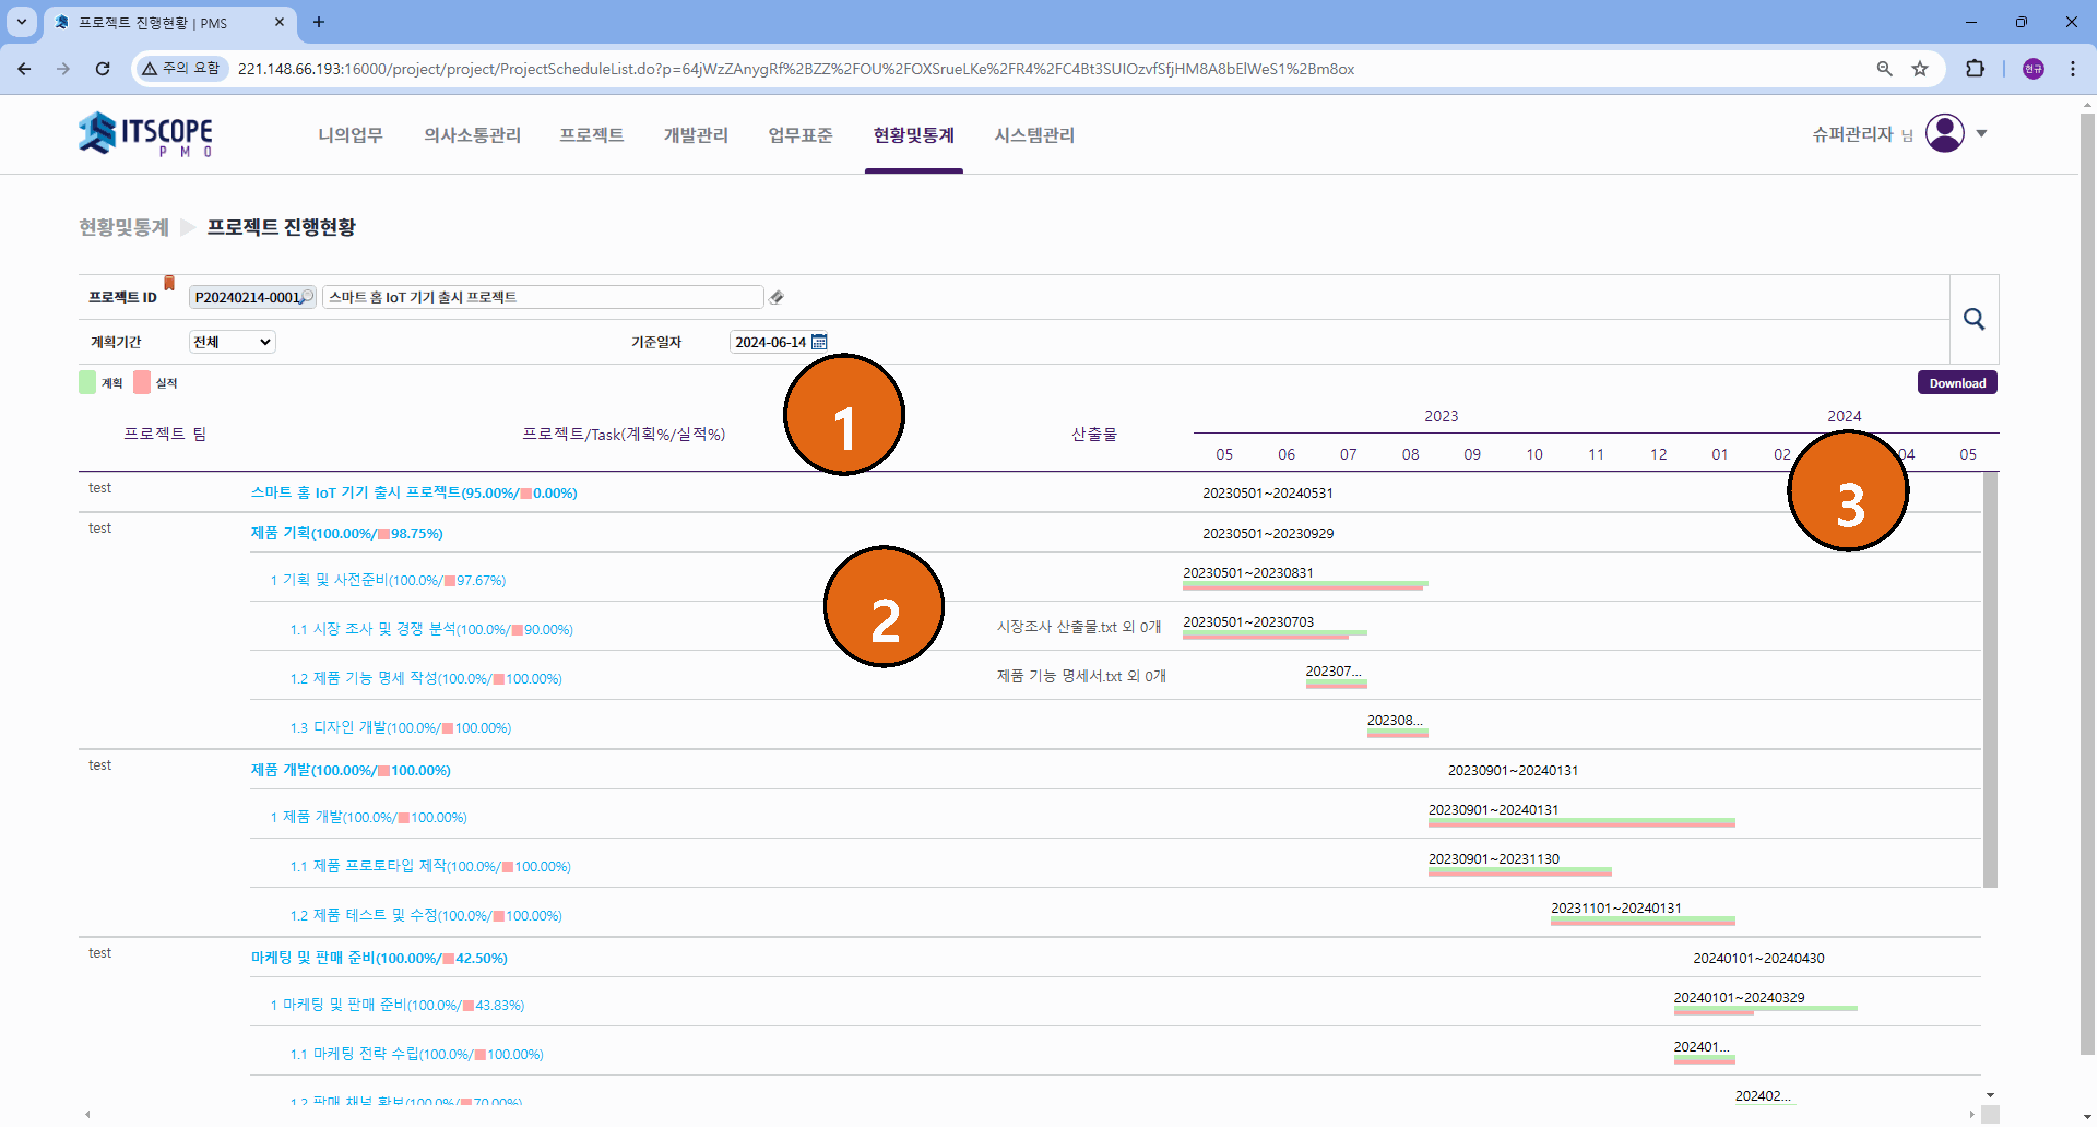 프로젝트 진행현황 | PMS
주의 요함
221.148.66.193:16000/project/project/ProjectScheduleList.do?p=64jWzZAnygRf%2BZZ%2FOU%2FOXSrueLKe%2FR4%2FC4Bt3SUIOzvfSfjHM8A8bElWeS1%2Bm8ox
현규
ITSCOPE
PMO
나의업무
의사소통관리
프로젝트
개발관리
업무표준
현황및통계
시스템관리
슈퍼관리자 님
현황및통계
프로젝트 진행현황
프로젝트 ID
P20240214-0001
스마트 홈 IoT 기기 출시 프로젝트
계획기간
전체
기준일자
2024-06-14
계획
실적
Download
1
프로젝트 팀
프로젝트/Task(계획%/실적%)
산출물
2023
2024
05 06 07 08 09 10 11 12 01 02 04 05
3
test
스마트 홈 IoT 기기 출시 프로젝트(95.00%/0.00%)
20230501~20240531
test
제품 기획(100.00%/98.75%)
20230501~20230929
1 기획 및 사전준비(100.0%/97.67%)
20230501~20230831
2
1.1 시장 조사 및 경쟁 분석(100.0%/90.00%)
시장조사 산출물.txt 외 0개
20230501~20230703
1.2 제품 기능 명세 작성(100.0%/100.00%)
제품 기능 명세서.txt 외 0개
202307...
1.3 디자인 개발(100.0%/100.00%)
202308...
test
제품 개발(100.00%/100.00%)
20230901~20240131
1 제품 개발(100.0%/100.00%)
20230901~20240131
1.1 제품 프로토타입 제작(100.0%/100.00%)
20230901~20231130
1.2 제품 테스트 및 수정(100.0%/100.00%)
20231101~20240131
test
마케팅 및 판매 준비(100.00%/42.50%)
20240101~20240430
1 마케팅 및 판매 준비(100.0%/43.83%)
20240101~20240329
1.1 마케팅 전략 수립(100.0%/100.00%)
202401...
1.2 판매 채널 확보(100.0%/70.00%)
202402...